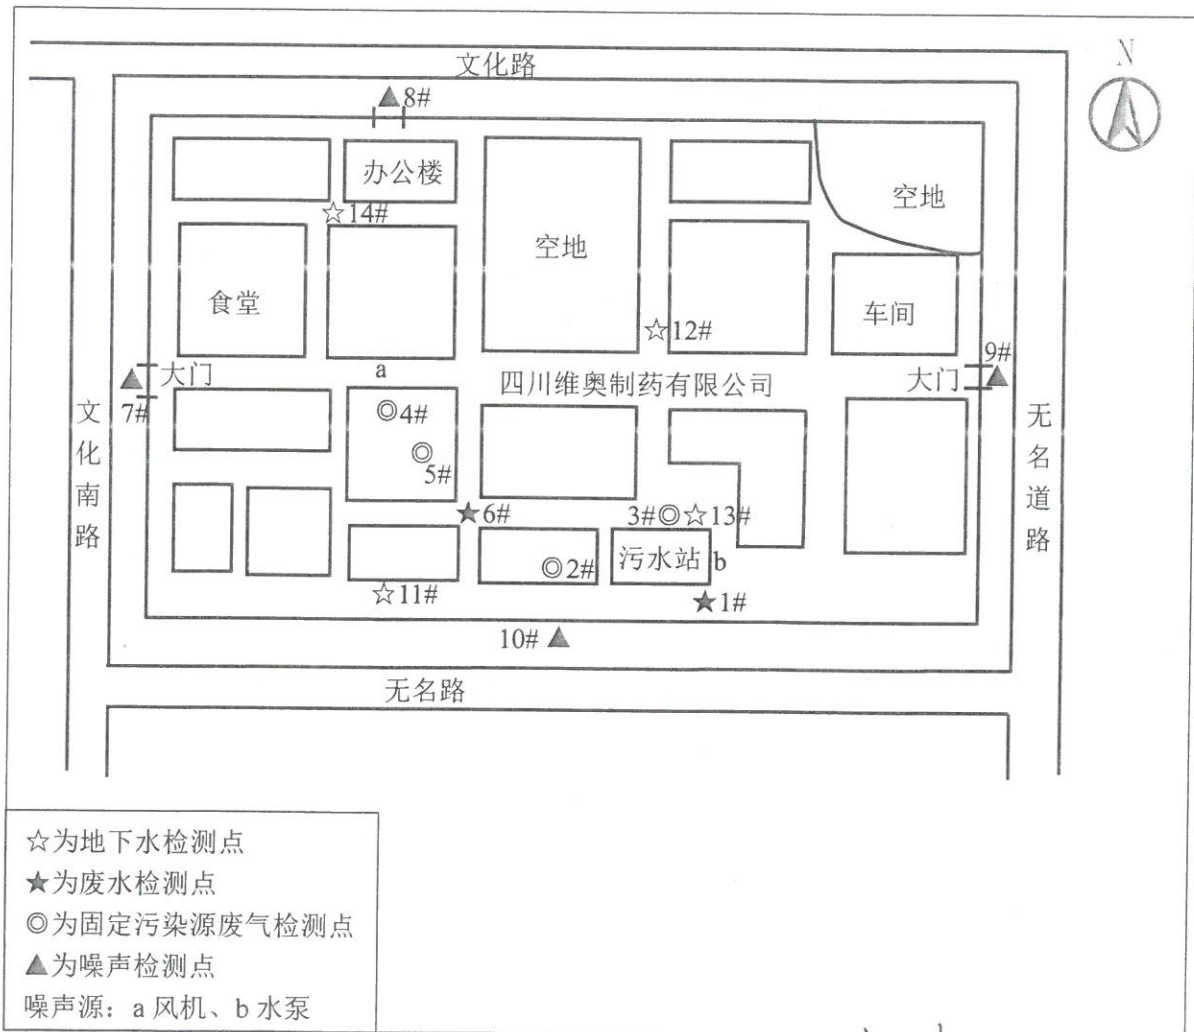 N
文化路
8#
办公楼
空地
14#
空地
食堂
12#
车间
9#
大门
a
四川维奥制药有限公司
大门
7#
4#
文化南路
无名道路
5#
6#
3#
13#
2#
污水站
b
11#
1#
10#
无名路
☆为地下水检测点
★为废水检测点
◎为固定污染源废气检测点
▲为噪声检测点
噪声源：a 风机、b 水泵